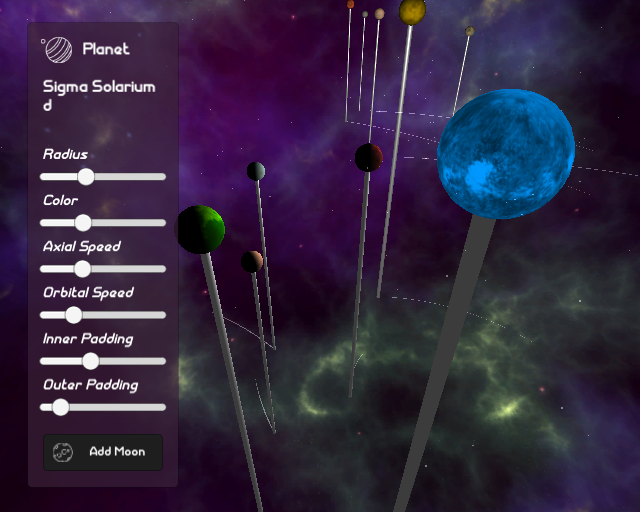 Planet
Sigma Solarium
d
Radius
Color
Axial Speed
Orbital Speed
Inner Padding
Outer Padding
Add Moon